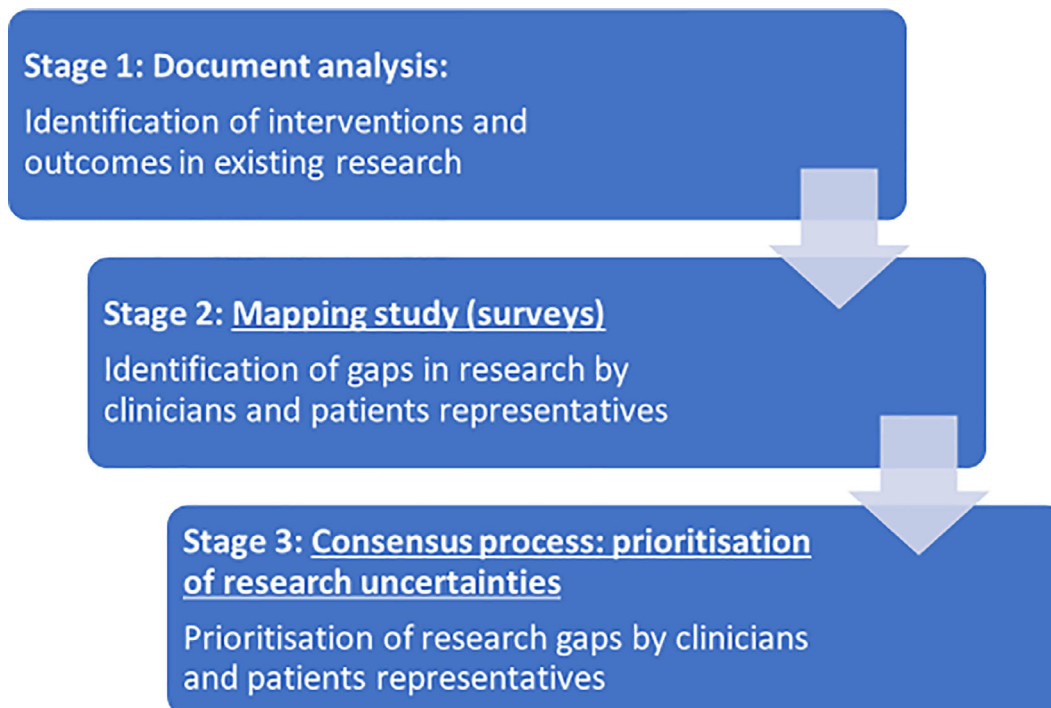 Stage 1: Document analysis:
Identification of interventions and
outcomes in existing research
Stage 2: Mapping study (surveys)
Identification of gaps in research by
clinicians and patients representatives
Stage 3: Consensus process: prioritisation
of research uncertainties
Prioritisation of research gaps by clinicians
and patients representatives